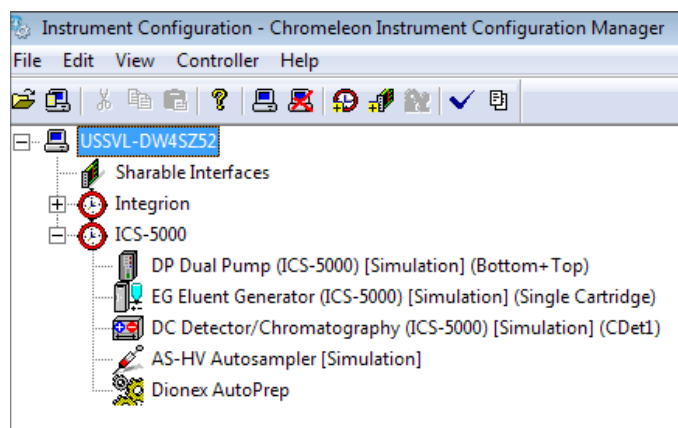 Instrument Configuration - Chromeleon Instrument Configuration Manager
File Edit View Controller Help
USSVL-DW4SZ52
Sharable Interfaces
Integrion
ICS-5000
DP Dual Pump (ICS-5000) [Simulation] (Bottom+Top)
EG Eluent Generator (ICS-5000) [Simulation] (Single Cartridge)
DC Detector/Chromatography (ICS-5000) [Simulation] (CDet1)
AS-HV Autosampler [Simulation]
Dionex AutoPrep